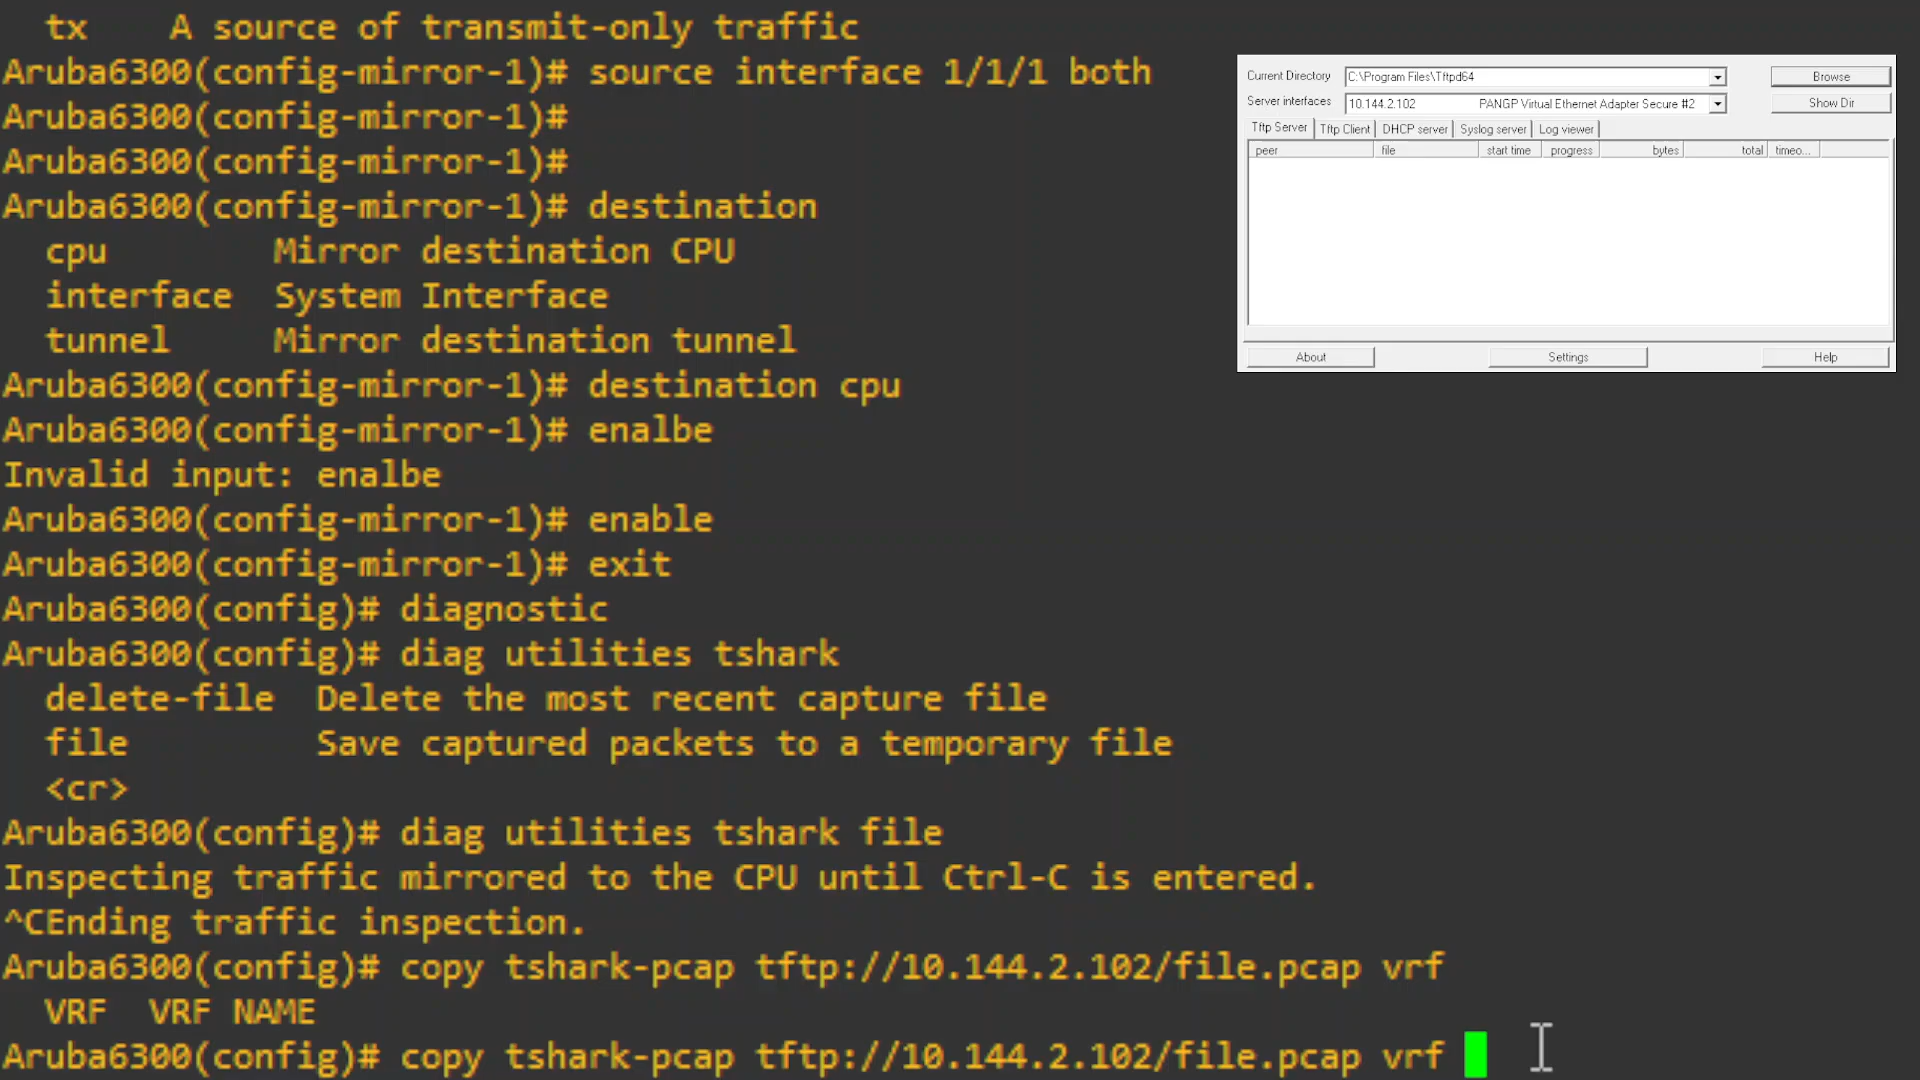 tx    A source of transmit-only traffic
Aruba6300(config-mirror-1)# source interface 1/1/1 both
Aruba6300(config-mirror-1)#
Aruba6300(config-mirror-1)#
Aruba6300(config-mirror-1)# destination
cpu        Mirror destination CPU
interface  System Interface
tunnel     Mirror destination tunnel
Aruba6300(config-mirror-1)# destination cpu
Aruba6300(config-mirror-1)# enalbe
Invalid input: enalbe
Aruba6300(config-mirror-1)# enable
Aruba6300(config-mirror-1)# exit
Aruba6300(config)# diagnostic
Aruba6300(config)# diag utilities tshark
delete-file  Delete the most recent capture file
file         Save captured packets to a temporary file
<cr>
Aruba6300(config)# diag utilities tshark file
Inspecting traffic mirrored to the CPU until Ctrl-C is entered.
^CEnding traffic inspection.
Aruba6300(config)# copy tshark-pcap tftp://10.144.2.102/file.pcap vrf
VRF  VRF NAME
Aruba6300(config)# copy tshark-pcap tftp://10.144.2.102/file.pcap vrf
Current Directory C:\Program Files\Tftpd64 Browse
Server interfaces 10.144.2.102 PANGP Virtual Ethernet Adapter Secure #2 Show Dir
Tftp Server Tftp Client DHCP server Syslog server Log viewer
peer file start time progress bytes total timeo...
About Settings Help